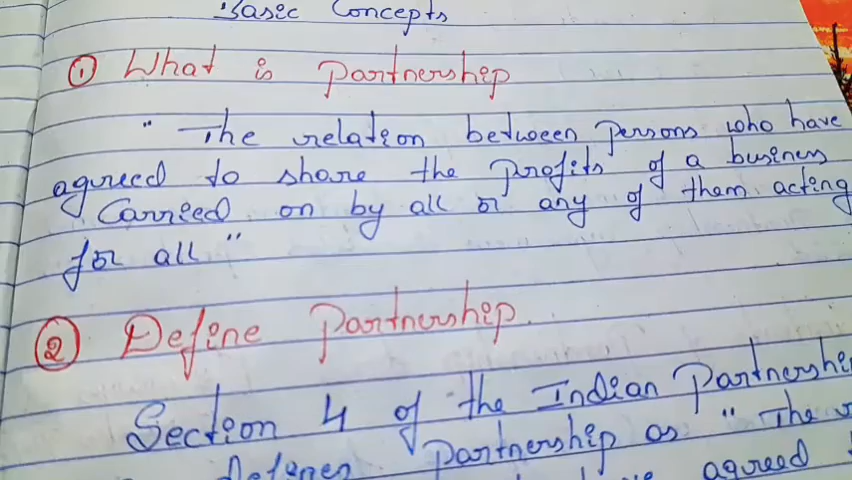 Basic Concepts
① What is Partnership
" The relation between persons who have
agreed to share the profits of a business
Carried on by all or any of them acting
for all "
② Define Partnership.
Section 4 of the Indian
Defines Partnership as " The
agreed